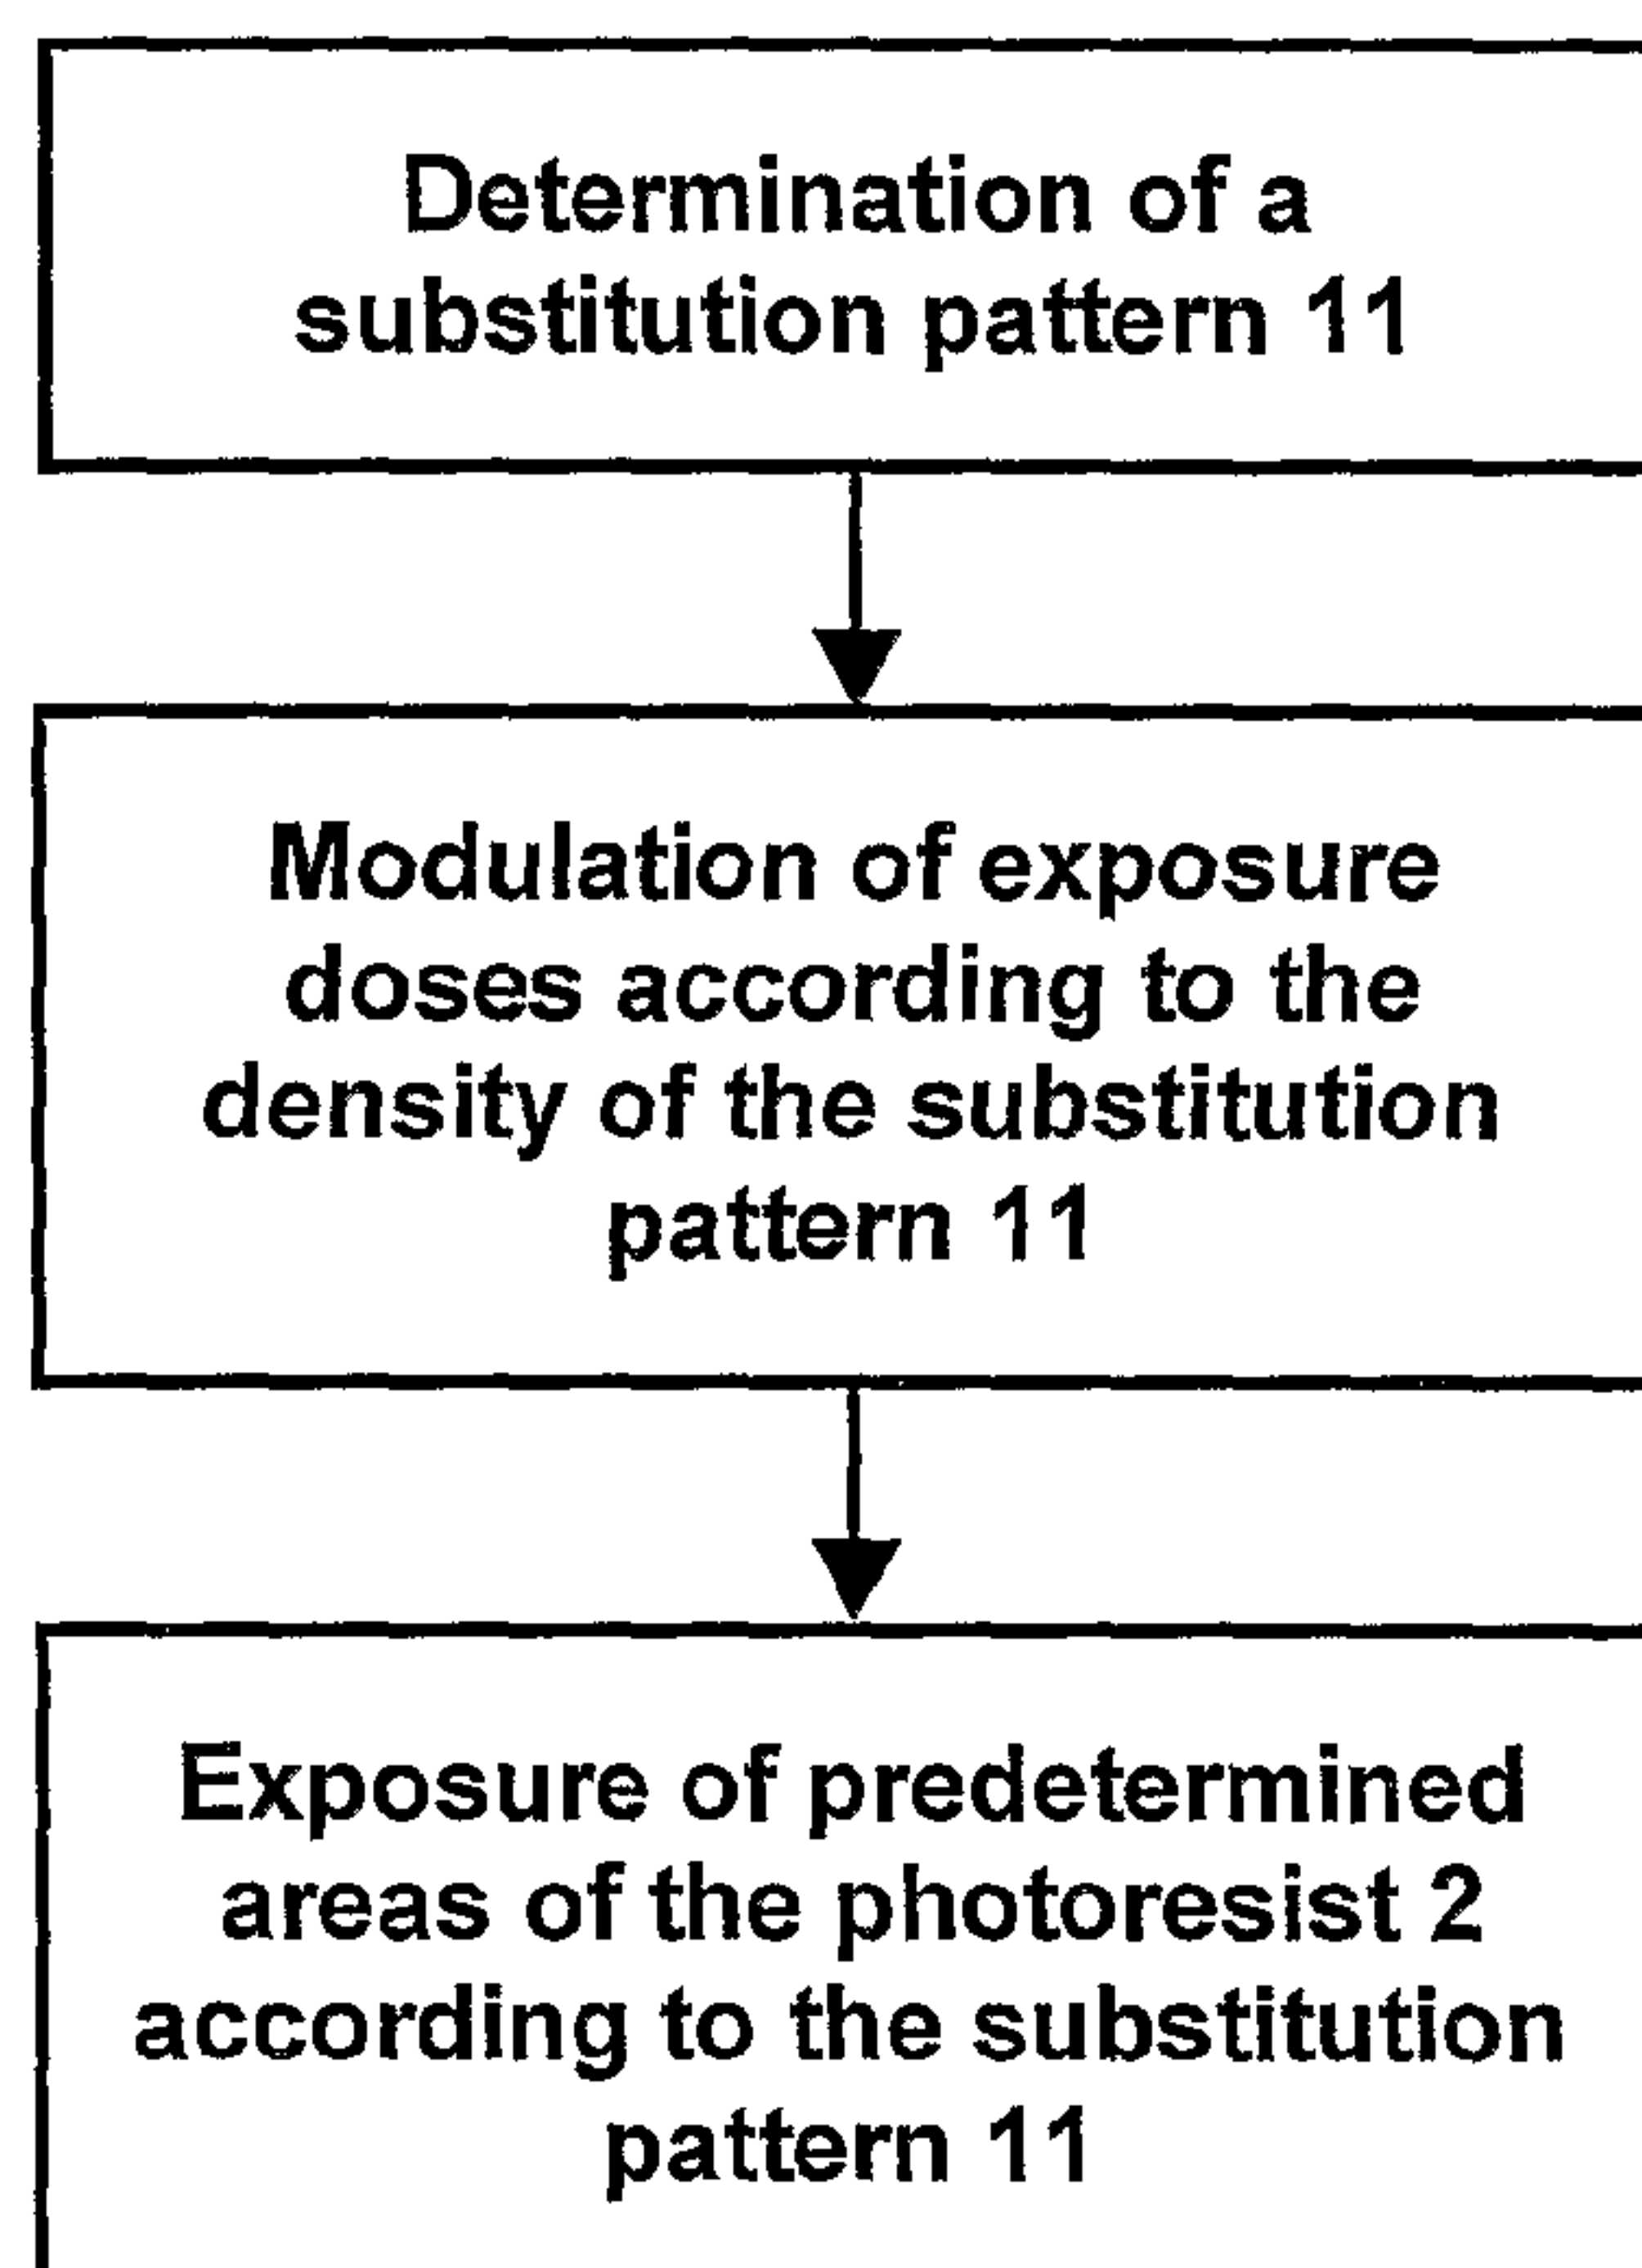 Determination of a
substitution pattern 11
Modulation of exposure
doses according to the
density of the substitution
pattern 11
Exposure of predetermined
areas of the photoresist 2
according to the substitution
pattern 11